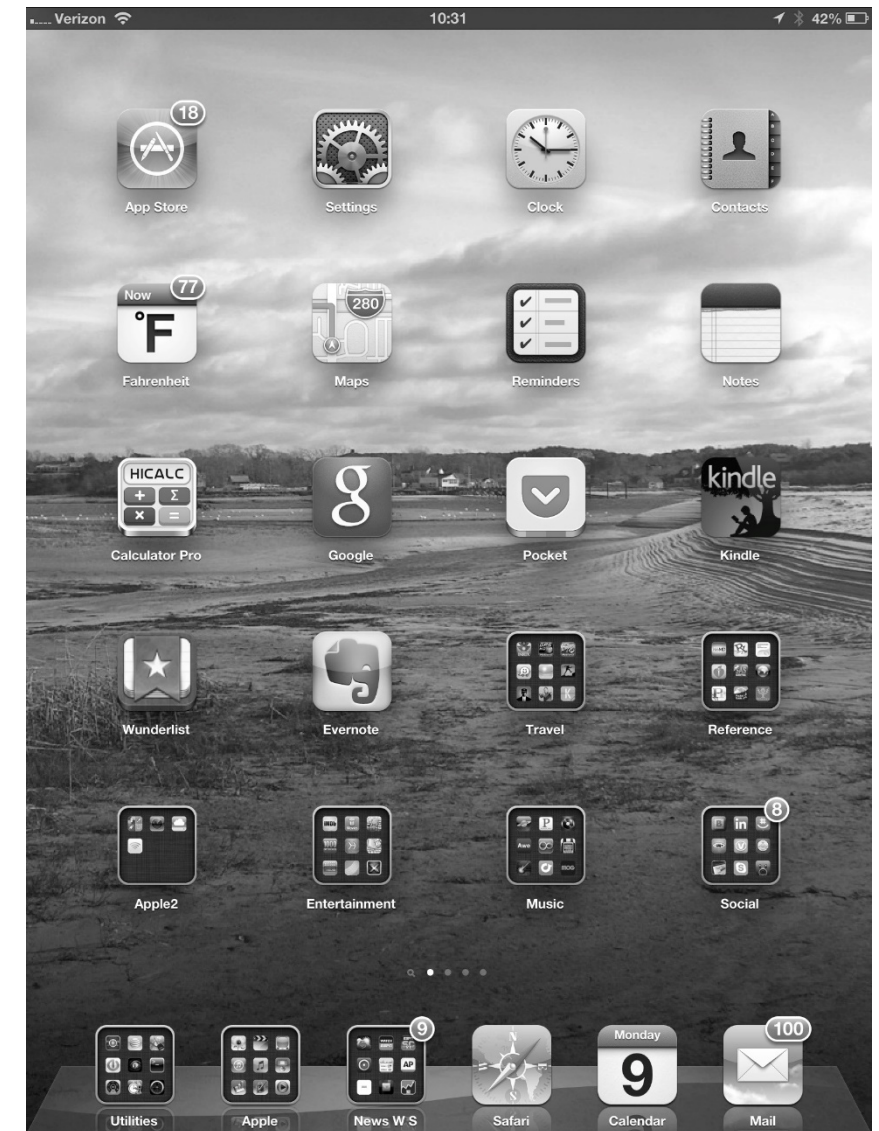 Verizon 10:31 42%
18
App Store Settings Clock Contacts
Now 77 °F 280
Fahrenheit Maps Reminders Notes
HICALC + Σ × = g kindle
Calculator Pro Google Pocket Kindle
Wunderlist Evernote Travel Reference
8
Apple2 Entertainment Music Social
9 Monday 9 100
Utilities Apple News W S Safari Calendar Mail